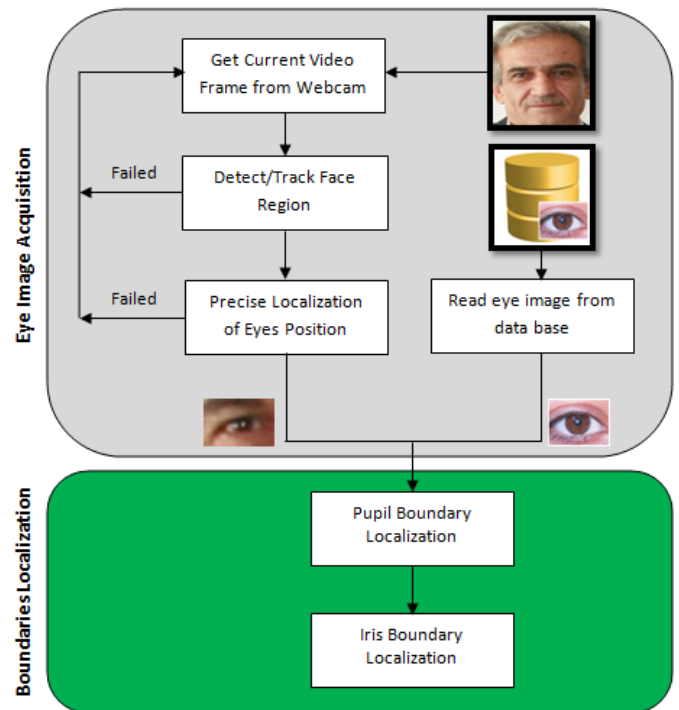 Eye Image Acquisition
Get Current Video
Frame from Webcam
Failed
Detect/Track Face
Region
Failed
Precise Localization
of Eyes Position
Read eye image from
data base
Boundaries Localization
Pupil Boundary
Localization
Iris Boundary
Localization